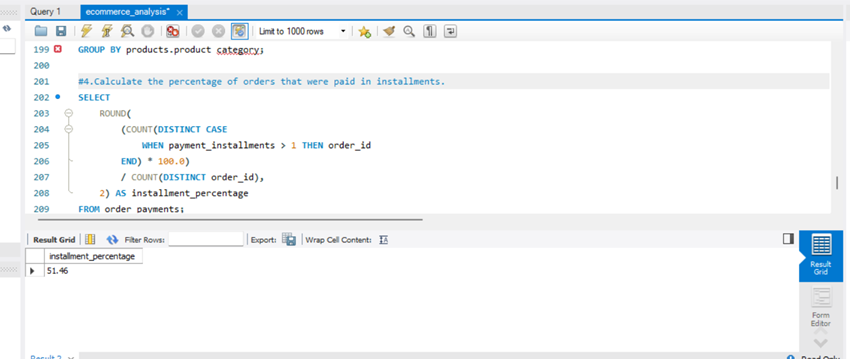 Query 1
ecommerce_analysis*
Limit to 1000 rows
199 GROUP BY products.product category;
200
201 #4.Calculate the percentage of orders that were paid in installments.
202 SELECT
203 ROUND(
204 (COUNT(DISTINCT CASE
205 WHEN payment_installments > 1 THEN order_id
206 END) * 100.0)
207 / COUNT(DISTINCT order_id),
208 2) AS installment_percentage
209 FROM order_payments;
Result Grid
Filter Rows:
Export:
Wrap Cell Content:
installment_percentage
51.46
Result
Grid
Form
Editor
Result 2
Read Only